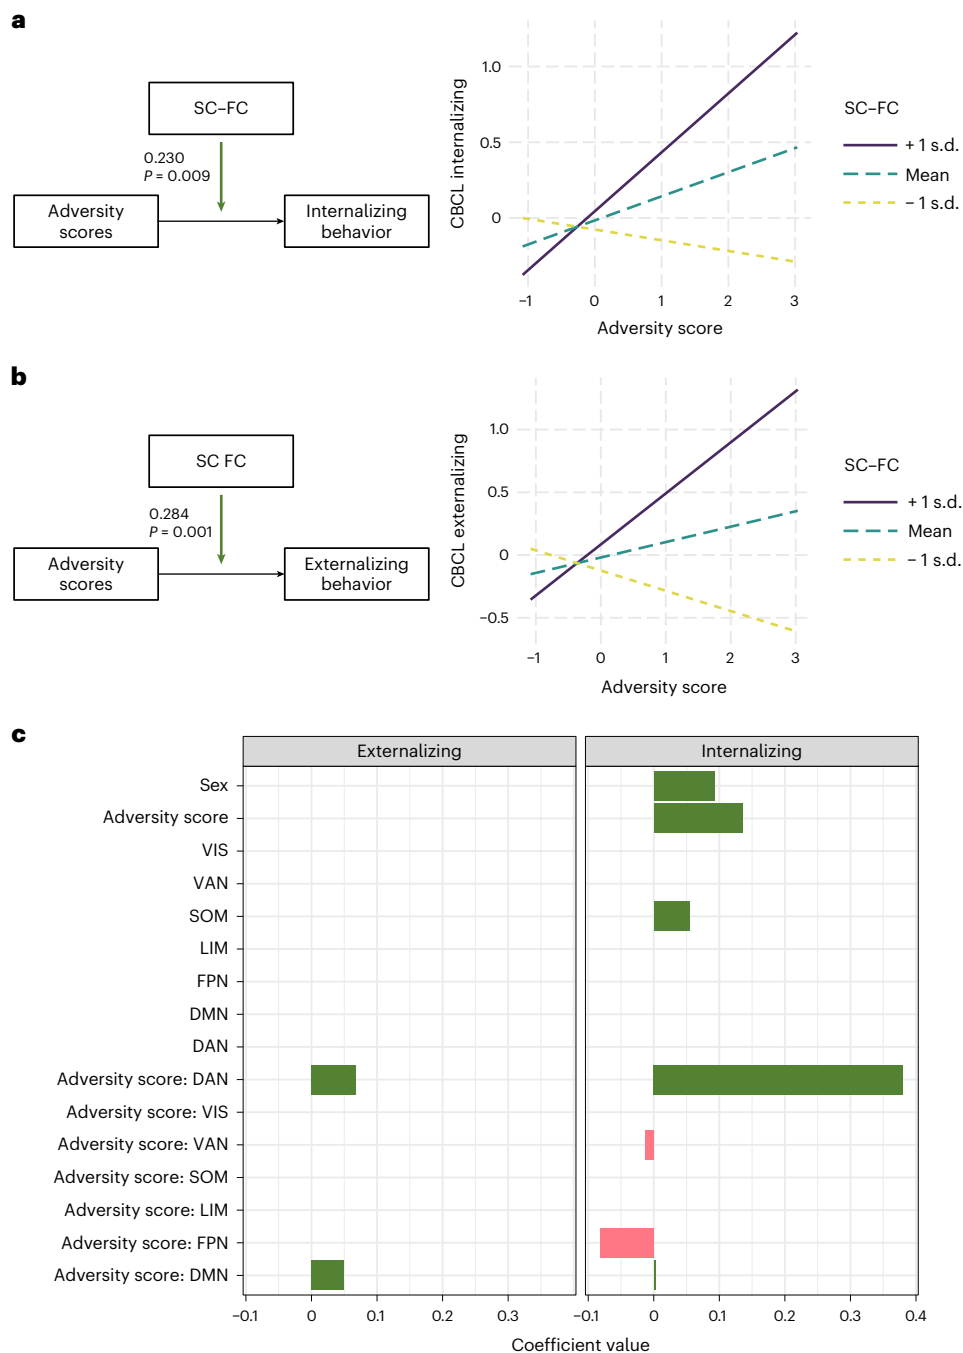 a
SC–FC
0.230
P = 0.009
Adversity
scores
Internalizing
behavior
CBCL internalizing
1.0
0.5
0
−1
0
1
2
3
Adversity score
SC–FC
+ 1 s.d.
Mean
− 1 s.d.
b
SC FC
0.284
P = 0.001
Adversity
scores
Externalizing
behavior
CBCL externalizing
1.0
0.5
0
−0.5
−1
0
1
2
3
Adversity score
SC–FC
+ 1 s.d.
Mean
− 1 s.d.
c
Externalizing
Internalizing
Sex
Adversity score
VIS
VAN
SOM
LIM
FPN
DMN
DAN
Adversity score: DAN
Adversity score: VIS
Adversity score: VAN
Adversity score: SOM
Adversity score: LIM
Adversity score: FPN
Adversity score: DMN
−0.1
0
0.1
0.2
0.3
−0.1
0
0.1
0.2
0.3
0.4
Coefficient value